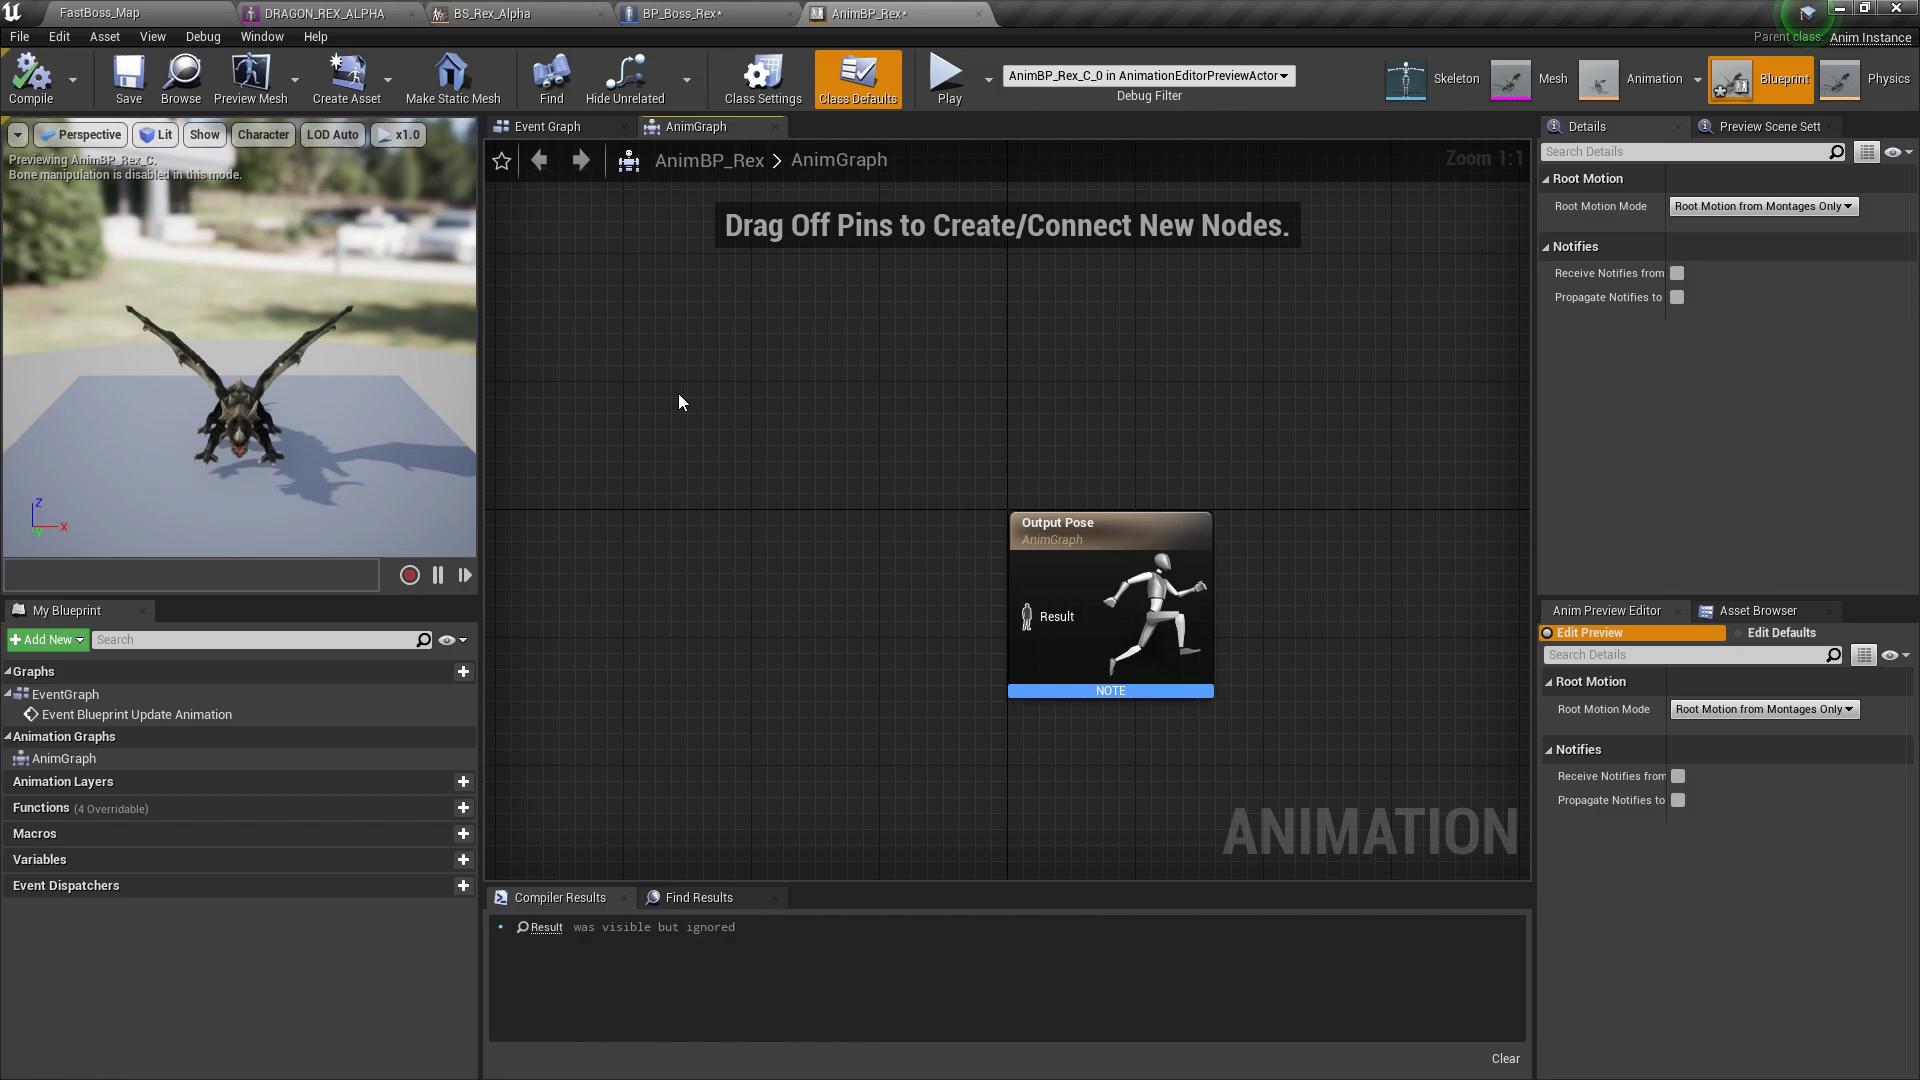 FastBoss_Map
DRAGON_REX_ALPHA
BS_Rex_Alpha
BP_Boss_Rex*
AnimBP_Rex*
File Edit Asset View Debug Window Help
Parent class: Anim Instance
Compile
Save
Browse
Preview Mesh
Create Asset
Make Static Mesh
Find
Hide Unrelated
Class Settings
Class Defaults
Play
AnimBP_Rex_C_0 in AnimationEditorPreviewActor
Debug Filter
Skeleton
Mesh
Animation
Blueprint
Physics
Perspective
Lit
Show
Character
LOD Auto
x1.0
Previewing AnimBP_Rex_C.
Bone manipulation is disabled in this mode.
Z
X
Y
Event Graph
AnimGraph
AnimBP_Rex > AnimGraph
Zoom 1:1
Drag Off Pins to Create/Connect New Nodes.
Output Pose
AnimGraph
Result
NOTE
ANIMATION
My Blueprint
Add New
Search
Graphs
EventGraph
Event Blueprint Update Animation
Animation Graphs
AnimGraph
Animation Layers
Functions (4 Overridable)
Macros
Variables
Event Dispatchers
Compiler Results
Find Results
Result was visible but ignored
Clear
Details
Preview Scene Sett
Search Details
Root Motion
Root Motion Mode
Root Motion from Montages Only
Notifies
Receive Notifies from
Propagate Notifies to
Anim Preview Editor
Asset Browser
Edit Preview
Edit Defaults
Search Details
Root Motion
Root Motion Mode
Root Motion from Montages Only
Notifies
Receive Notifies from
Propagate Notifies to